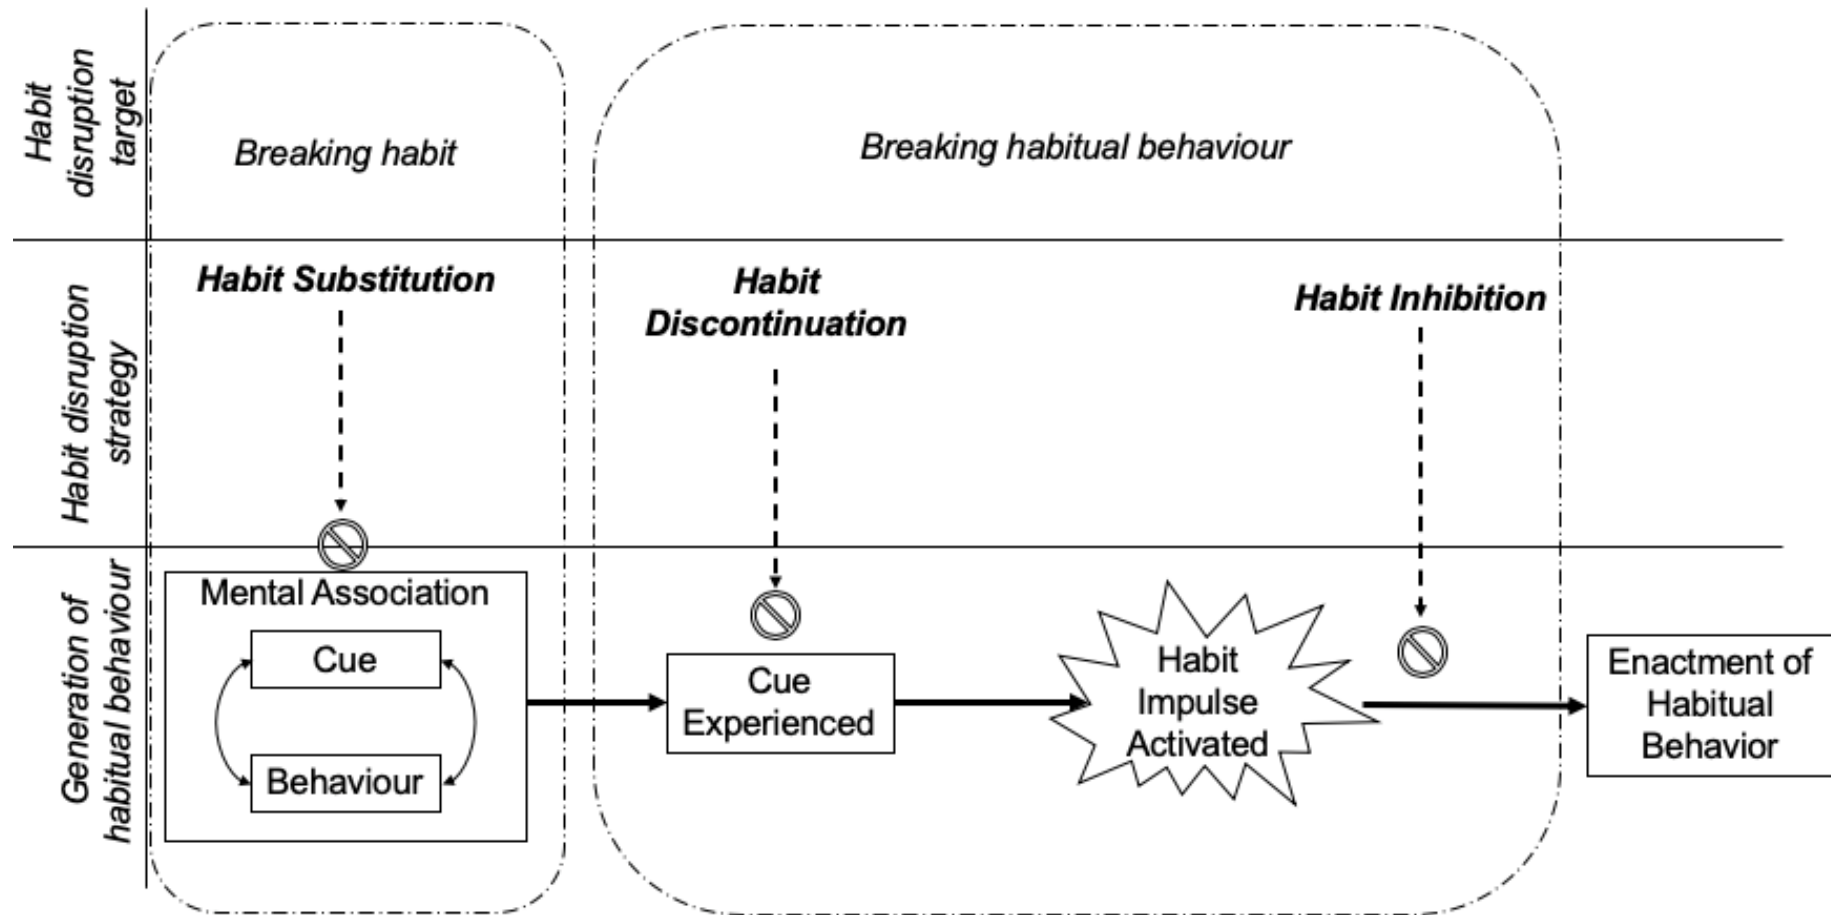 Habit
disruption
target
Breaking habit
Breaking habitual behaviour
Habit disruption
strategy
Habit Substitution
Habit
Discontinuation
Habit Inhibition
Generation of
habitual behaviour
Mental Association
Cue
Behaviour
Cue
Experienced
Habit
Impulse
Activated
Enactment of
Habitual
Behavior